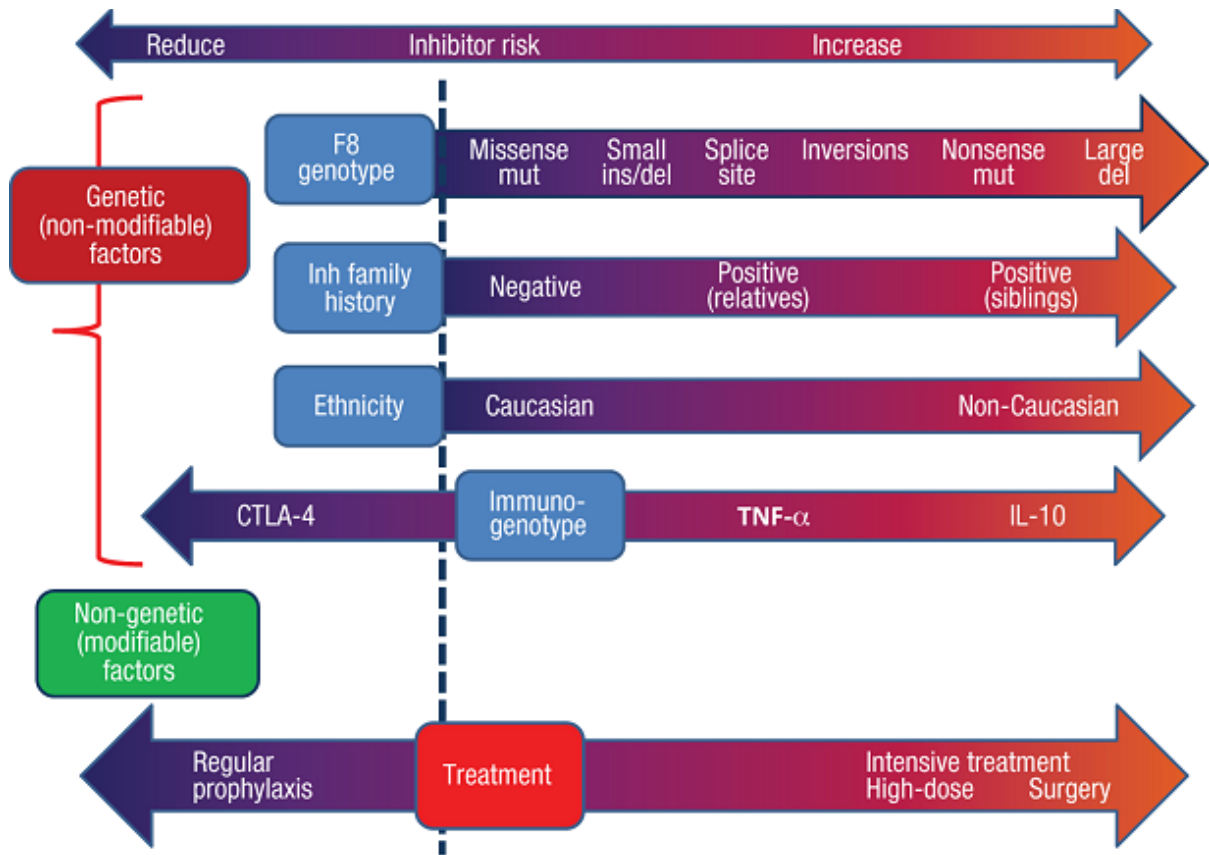 Reduce Inhibitor risk Increase
F8
genotype
Missense
mut
Small
ins/del
Splice
site
Inversions
Nonsense
mut
Large
del
Genetic
(non-modifiable)
factors
Inh family
history
Negative
Positive
(relatives)
Positive
(siblings)
Ethnicity
Caucasian
Non-Caucasian
CTLA-4
Immuno-
genotype
TNF-α
IL-10
Non-genetic
(modifiable)
factors
Regular
prophylaxis
Treatment
Intensive treatment
High-dose Surgery